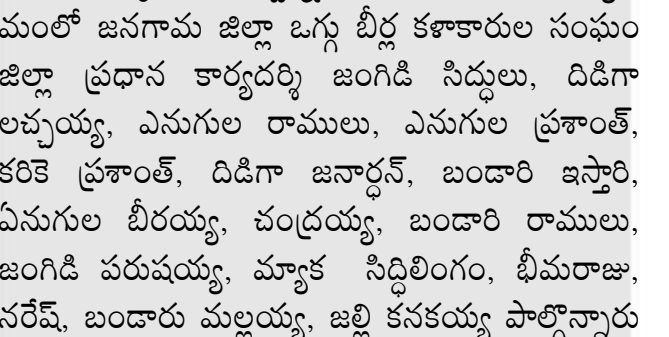 మంలో జనగామ జిల్లా ఒగ్గు బీర్ల కళాకారుల సంఘం
జిల్లా ప్రధాన కార్యదర్శి జంగిడి సిద్ధులు, దిడిగా
లచ్చయ్య, ఎనుగుల రాములు, ఎనుగుల ప్రశాంత్,
కరికె ప్రశాంత్, దిడిగా జనార్ధన్, బండారి ఇస్తారి,
ఏనుగుల బీరయ్య, చంద్రయ్య, బండారి రాములు,
జంగిడి పరుషయ్య, మ్యాక సిద్ధిలింగం, భీమరాజు,
నరేష్, బండారు మల్లయ్య, జల్లి కనకయ్య పాల్గొన్నారు